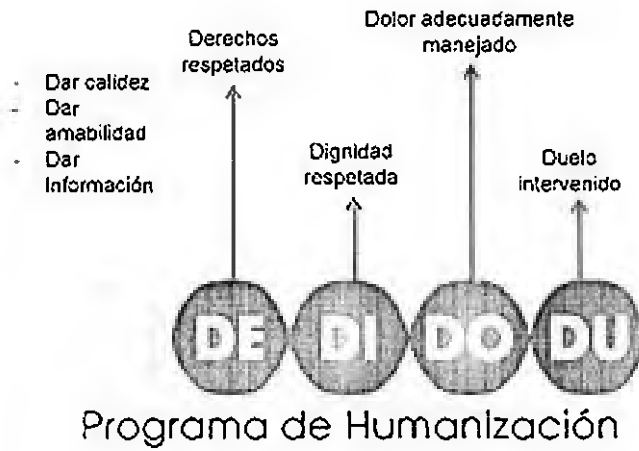 Dolor adecuadamente
manejado
Derechos
respetados
- Dar calidez
- Dar
amabilidad
- Dar
Información
Dignidad
respetada
Duelo
intervenido
DE DI DO DU
Programa de Humanización